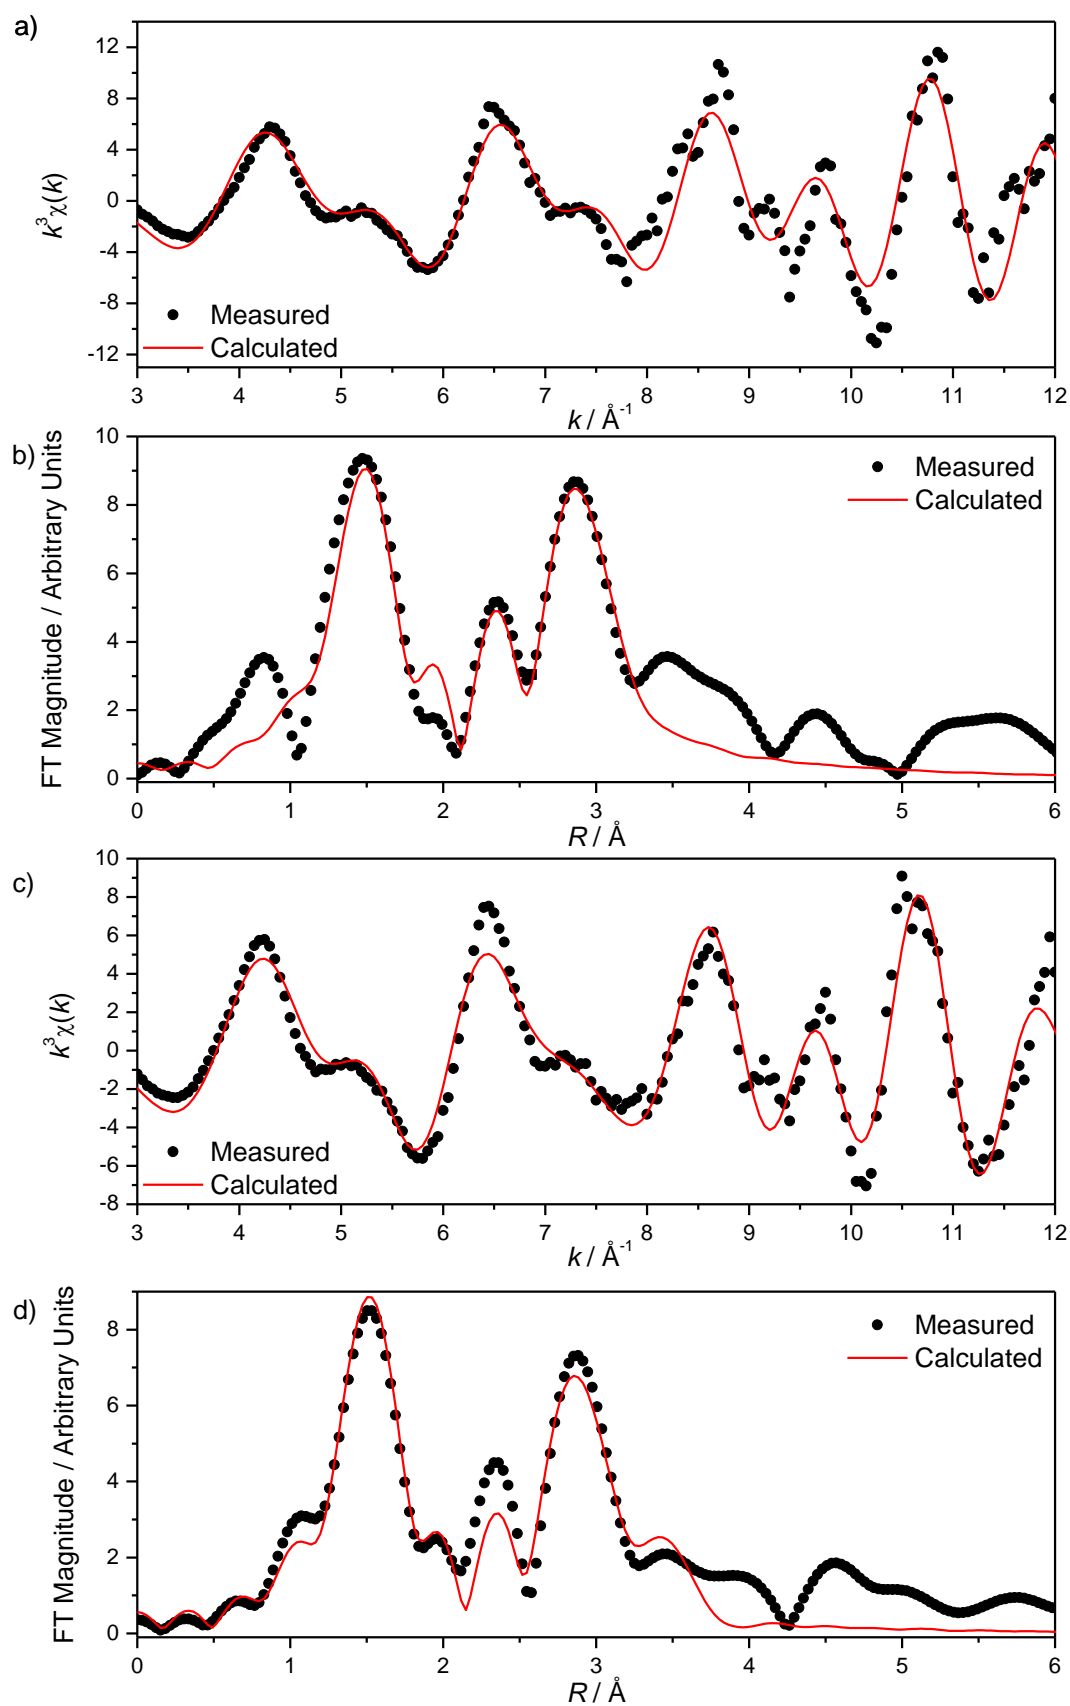 a)
12
8
4
0
-4
-8
-12
k³χ(k)
Measured
Calculated
3 4 5 6 7 8 9 10 11 12
k / Å⁻¹
b)
10
8
6
4
2
0
FT Magnitude / Arbitrary Units
Measured
Calculated
0 1 2 3 4 5 6
R / Å
c)
10
8
6
4
2
0
-2
-4
-6
-8
k³χ(k)
Measured
Calculated
3 4 5 6 7 8 9 10 11 12
k / Å⁻¹
d)
8
6
4
2
0
FT Magnitude / Arbitrary Units
Measured
Calculated
0 1 2 3 4 5 6
R / Å